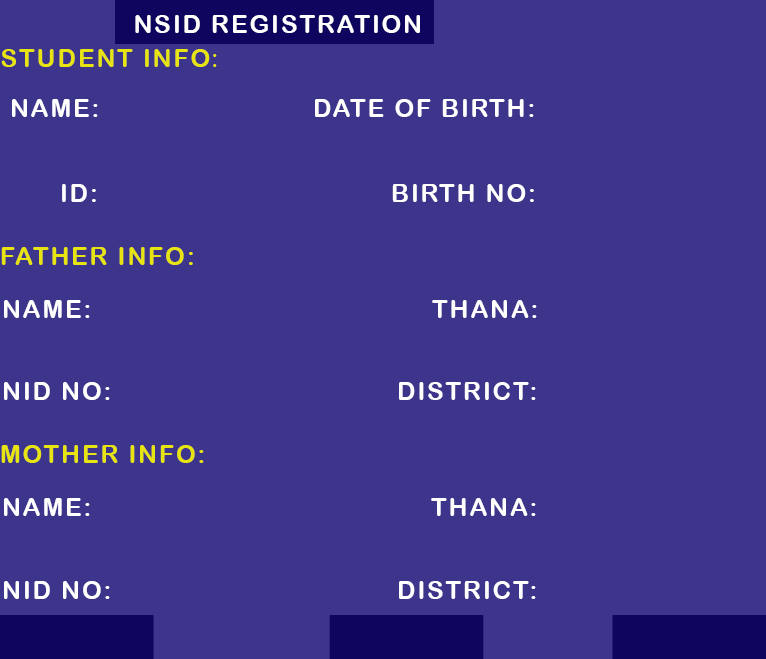 NSID REGISTRATION
STUDENT INFO:
NAME: DATE OF BIRTH:
ID: BIRTH NO:
FATHER INFO:
NAME: THANA:
NID NO: DISTRICT:
MOTHER INFO:
NAME: THANA:
NID NO: DISTRICT: